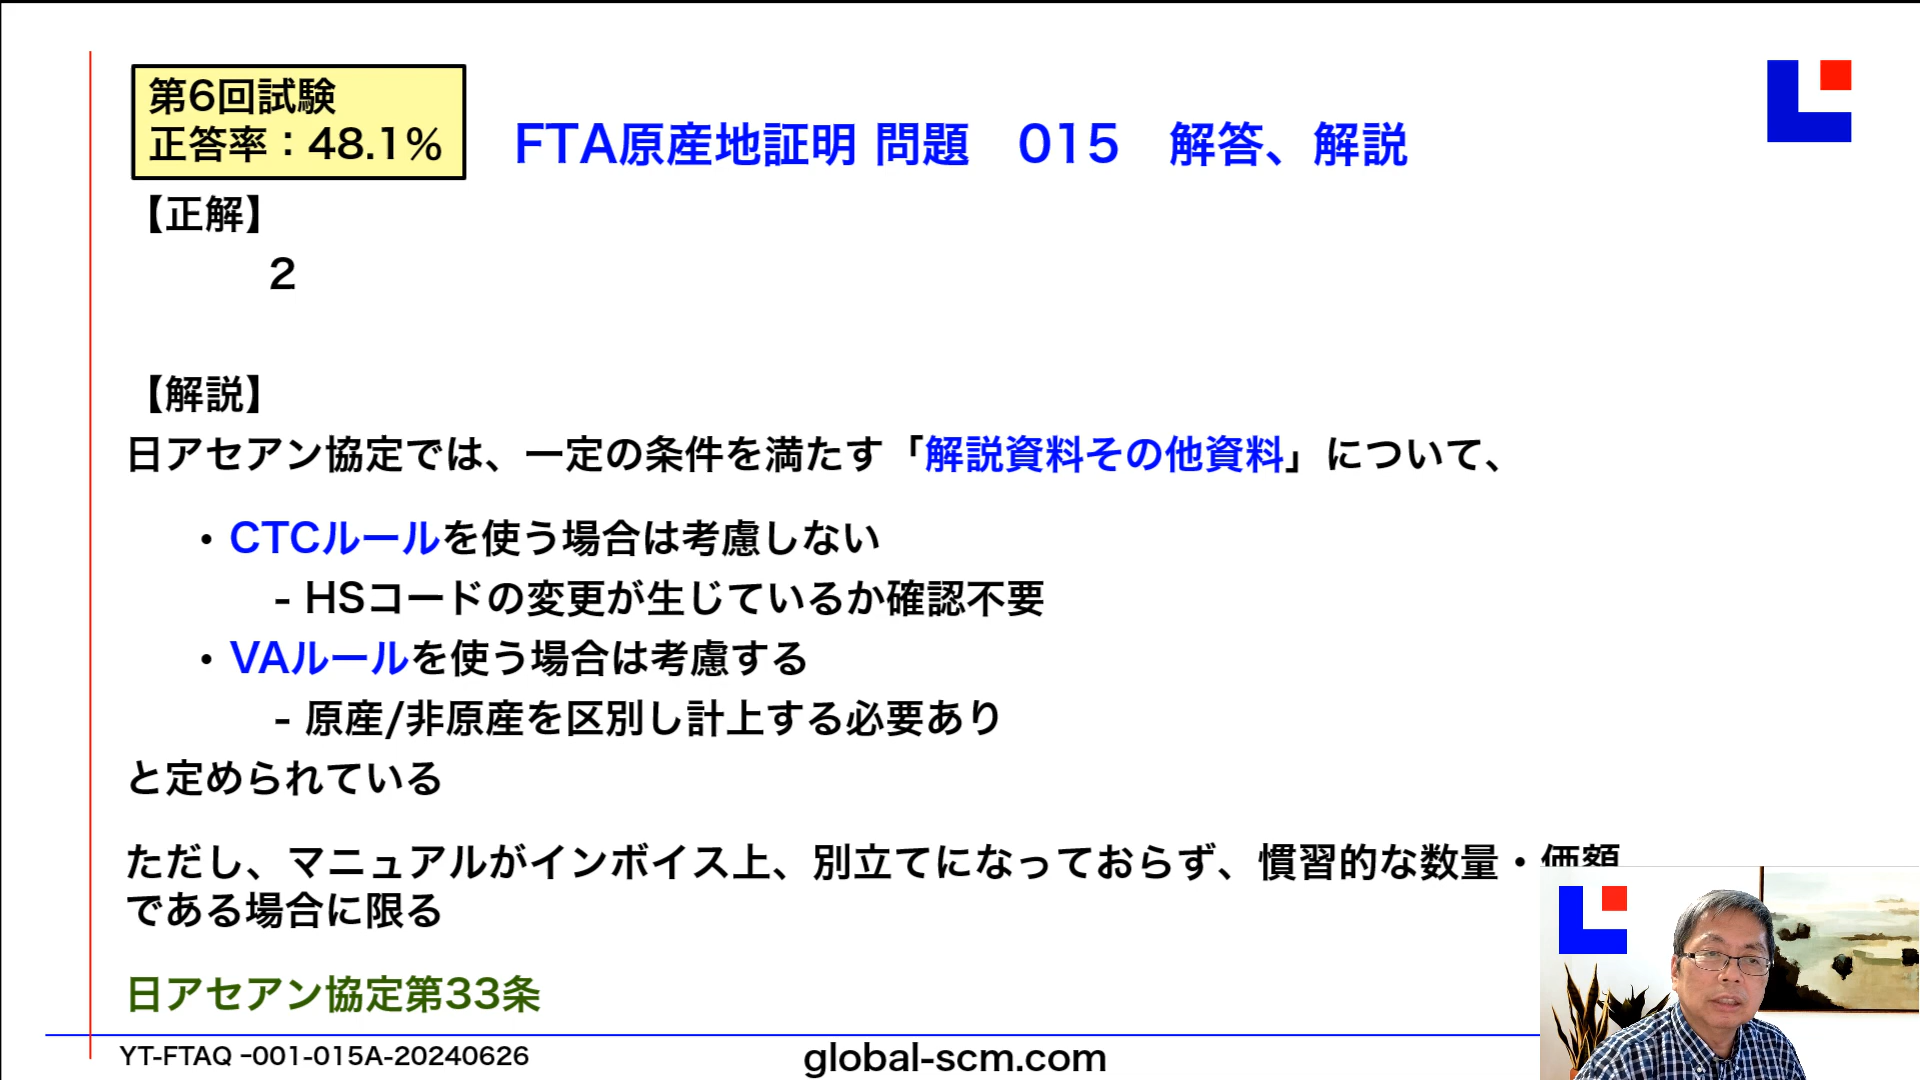 第6回試験
正答率：48.1%
FTA原産地証明 問題　015　解答、解説
【正解】
2
【解説】
日アセアン協定では、一定の条件を満たす「解説資料その他資料」について、
・CTCルールを使う場合は考慮しない
- HSコードの変更が生じているか確認不要
・VAルールを使う場合は考慮する
- 原産/非原産を区別し計上する必要あり
と定められている
ただし、マニュアルがインボイス上、別立てになっておらず、慣習的な数量・価額
である場合に限る
日アセアン協定第33条
YT-FTAQ -001-015A-20240626
global-scm.com